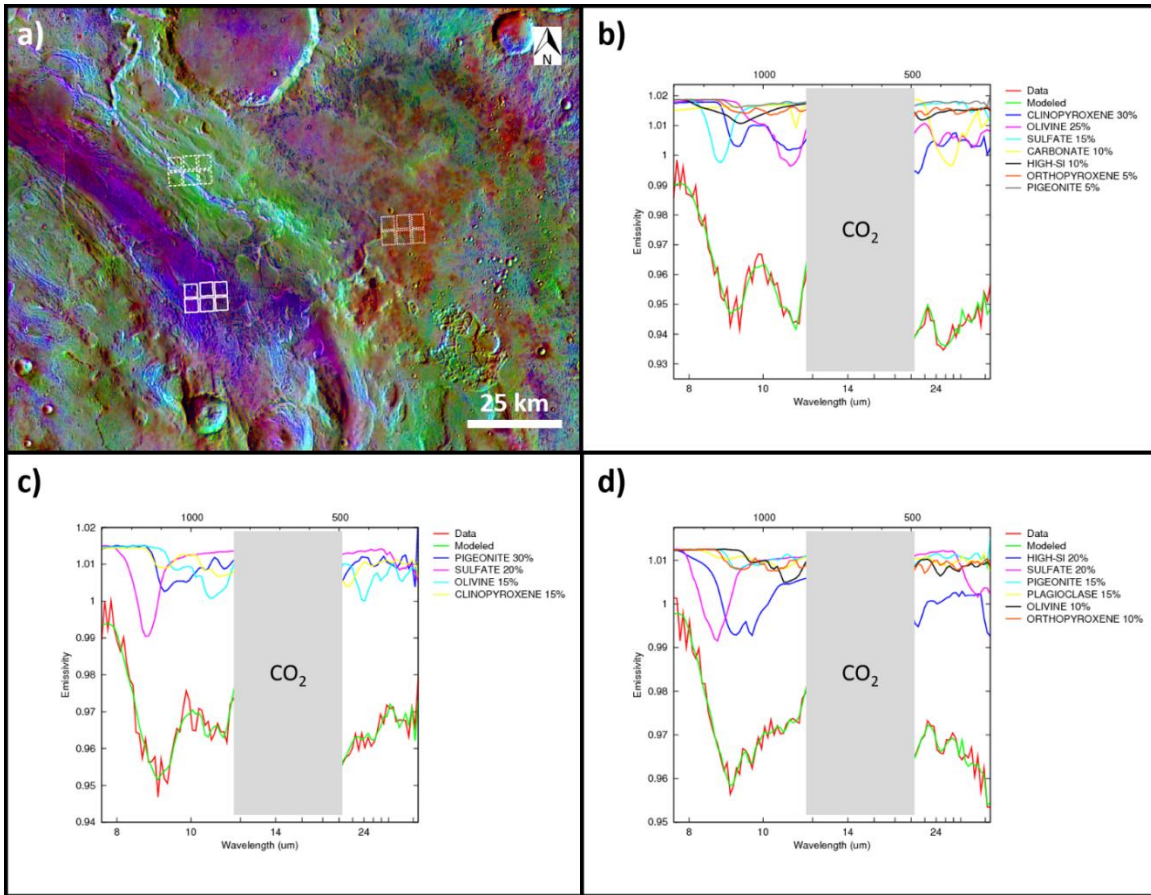 a)
N
25 km
b)
1000
500
1.02
1.01
1
0.99
0.98
0.97
0.96
0.95
0.94
0.93
Emissivity
CO2
8
10
14
24
Wavelength (um)
Data
Modeled
CLINOPYROXENE 30%
OLIVINE 25%
SULFATE 15%
CARBONATE 10%
HIGH-SI 10%
ORTHOPYROXENE 5%
PIGEONITE 5%
c)
1000
500
1.02
1.01
1
0.99
0.98
0.97
0.96
0.95
0.94
Emissivity
CO2
8
10
14
24
Wavelength (um)
Data
Modeled
PIGEONITE 30%
SULFATE 20%
OLIVINE 15%
CLINOPYROXENE 15%
d)
1000
500
1.02
1.01
1
0.99
0.98
0.97
0.96
0.95
Emissivity
CO2
8
10
14
24
Wavelength (um)
Data
Modeled
HIGH-SI 20%
SULFATE 20%
PIGEONITE 15%
PLAGIOCLASE 15%
OLIVINE 10%
ORTHOPYROXENE 10%